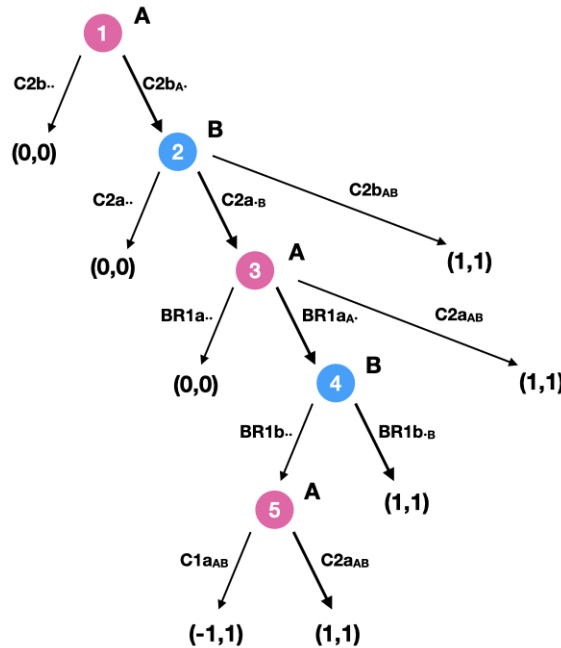 1 A
C2b.. C2bA·
(0,0) 2 B
C2a.. C2a·B C2bAB
(0,0) 3 A (1,1)
BR1a.. BR1aA· C2aAB
(0,0) 4 B (1,1)
BR1b.. BR1b·B
5 A (1,1)
C1aAB C2aAB
(-1,1) (1,1)